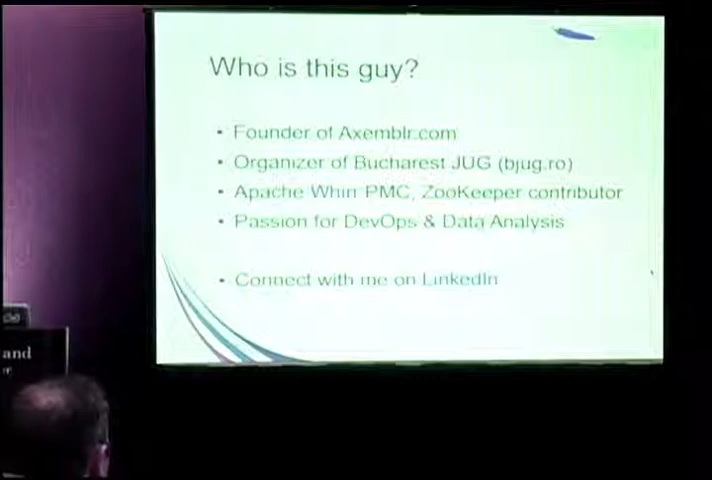 Who is this guy?
• Founder of Axemblr.com
• Organizer of Bucharest JUG (bjug.ro)
• Apache Whirr PMC, ZooKeeper contributor
• Passion for DevOps & Data Analysis
• Connect with me on LinkedIn
and